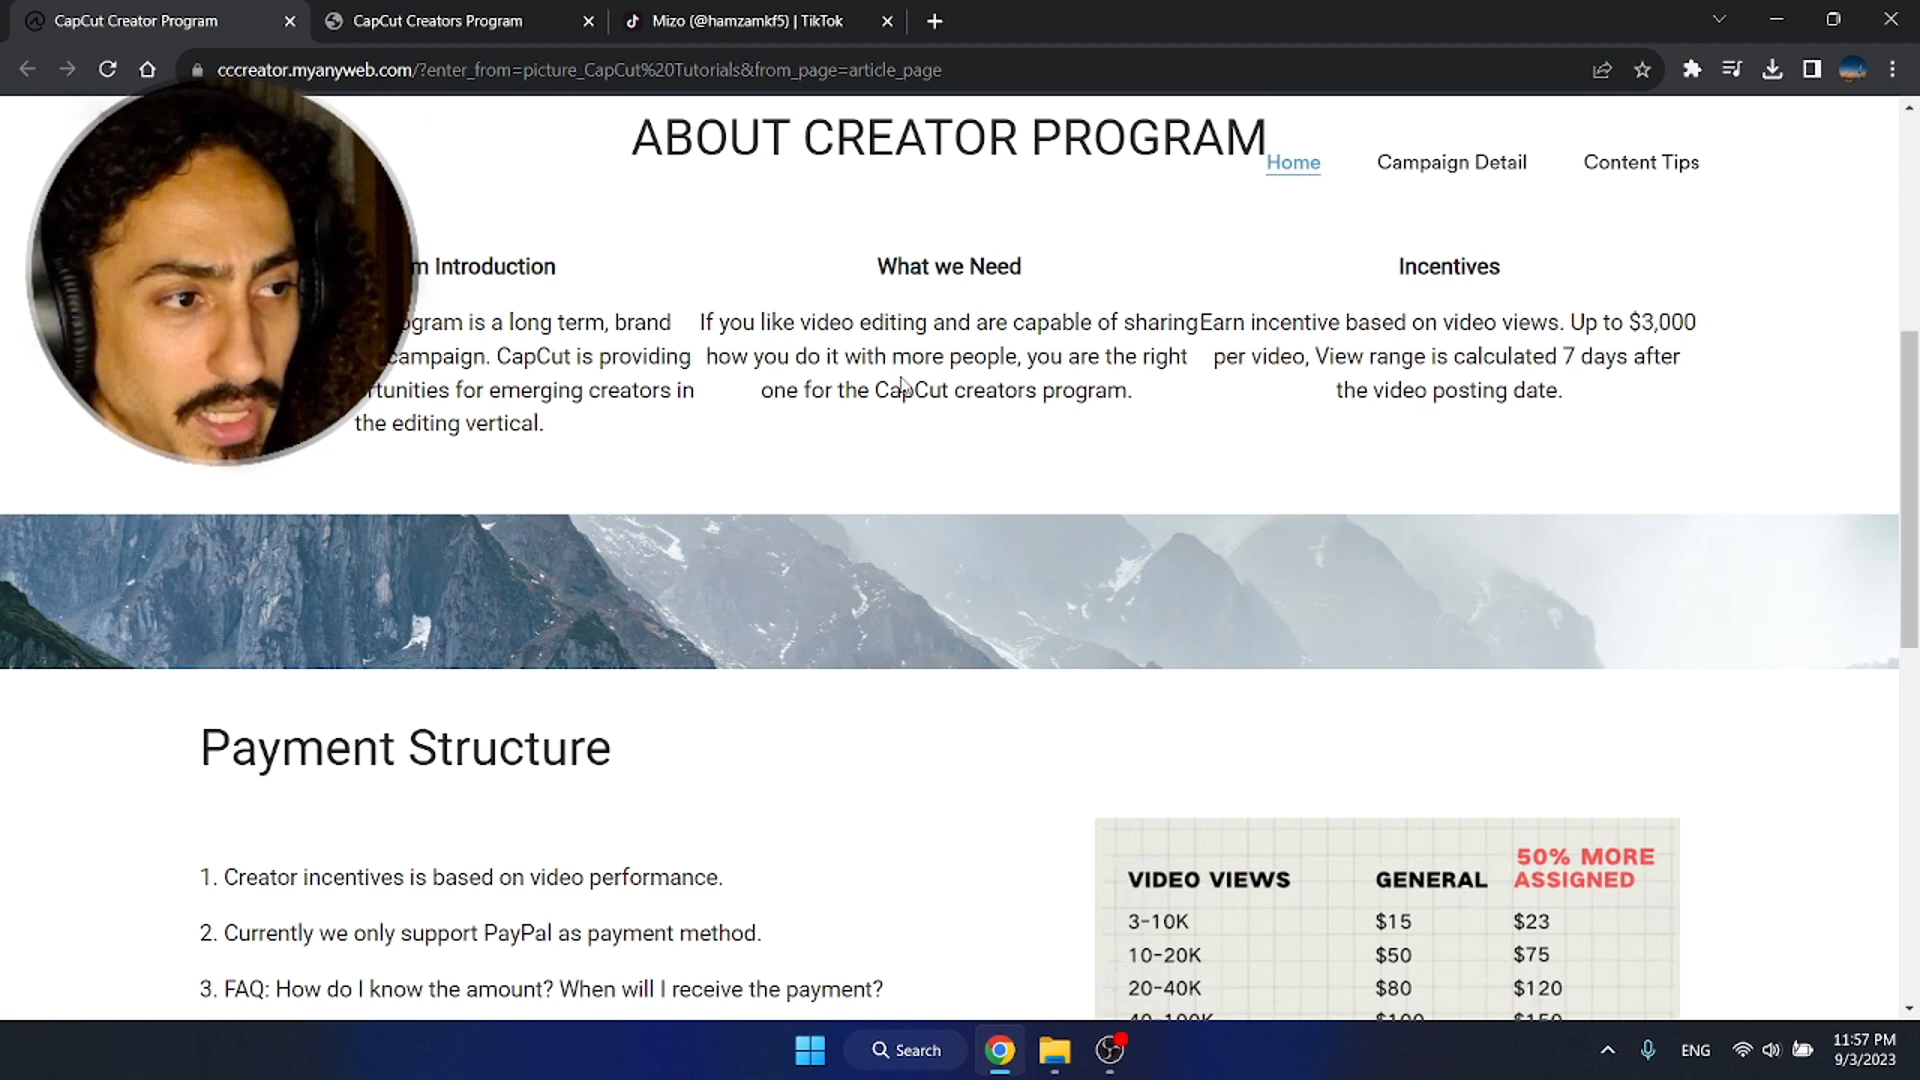 CapCut Creator Program
CapCut Creators Program
Mizo (@hamzamkf5) | TikTok
cccreator.myanyweb.com/?enter_from=picture_CapCut%20Tutorials&from_page=article_page
ABOUT CREATOR PROGRAM
Home
Campaign Detail
Content Tips
Introduction
is a long term, brand
campaign. CapCut is providing
for emerging creators in
the editing vertical.
What we Need
If you like video editing and are capable of sharing
how you do it with more people, you are the right
one for the CapCut creators program.
Incentives
Earn incentive based on video views. Up to $3,000
per video, View range is calculated 7 days after
the video posting date.
Payment Structure
1. Creator incentives is based on video performance.
2. Currently we only support PayPal as payment method.
3. FAQ: How do I know the amount? When will I receive the payment?
50% MORE
VIDEO VIEWS GENERAL ASSIGNED
3-10K $15 $23
10-20K $50 $75
20-40K $80 $120
Search
ENG
11:57 PM
9/3/2023